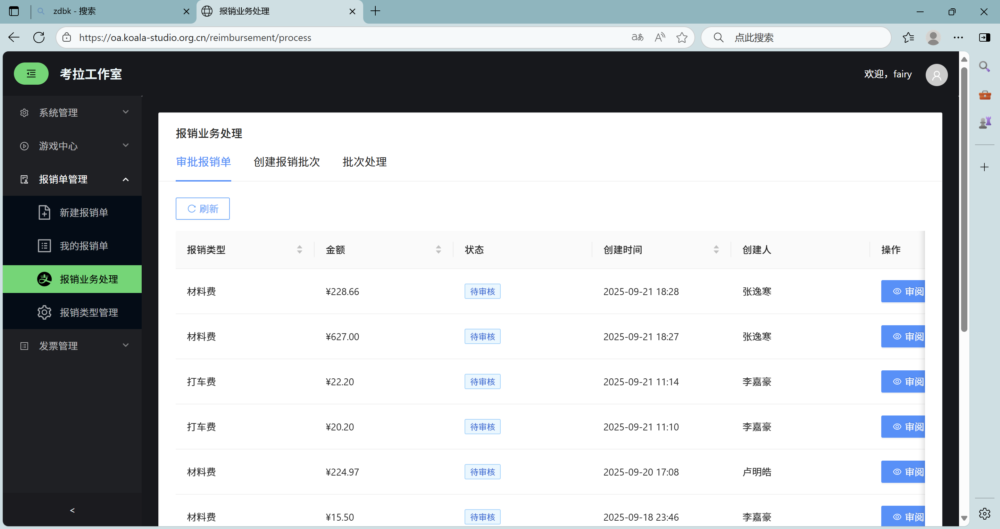 zdbk - 搜索
报销业务处理
https://oa.koala-studio.org.cn/reimbursement/process
aあ
点此搜索
考拉工作室
欢迎，fairy
系统管理
游戏中心
报销单管理
新建报销单
我的报销单
报销业务处理
报销类型管理
发票管理
<
报销业务处理
审批报销单 创建报销批次 批次处理
刷新
报销类型 金额 状态 创建时间 创建人 操作
材料费 ¥228.66 待审核 2025-09-21 18:28 张逸寒 审阅
材料费 ¥627.00 待审核 2025-09-21 18:27 张逸寒 审阅
打车费 ¥22.20 待审核 2025-09-21 11:14 李嘉豪 审阅
打车费 ¥20.20 待审核 2025-09-21 11:10 李嘉豪 审阅
材料费 ¥224.97 待审核 2025-09-20 17:08 卢明皓 审阅
材料费 ¥15.50 待审核 2025-09-18 23:46 李嘉豪 审阅